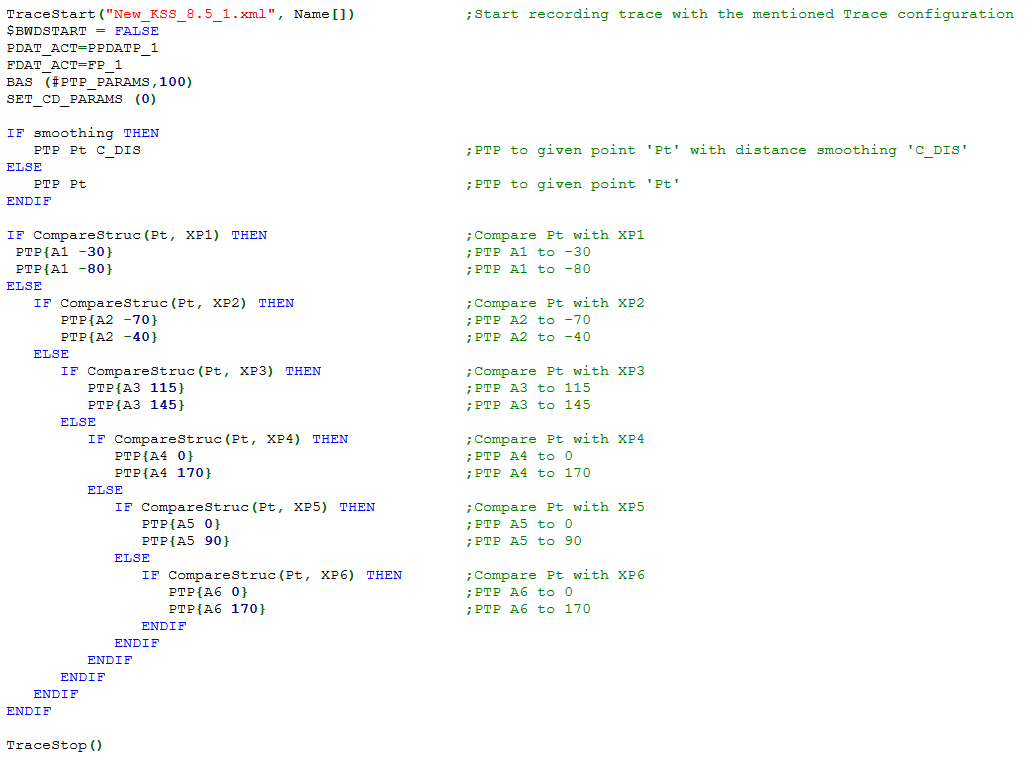 TraceStart("New_KSS_8.5_1.xml", Name[]) ;Start recording trace with the mentioned Trace configuration
$BWDSTART = FALSE
PDAT_ACT=PPDATP_1
FDAT_ACT=FP_1
BAS (#PTP_PARAMS,100)
SET_CD_PARAMS (0)
IF smoothing THEN
PTP Pt C_DIS ;PTP to given point 'Pt' with distance smoothing 'C_DIS'
ELSE
PTP Pt ;PTP to given point 'Pt'
ENDIF
IF CompareStruc(Pt, XP1) THEN ;Compare Pt with XP1
PTP{A1 -30} ;PTP A1 to -30
PTP{A1 -80} ;PTP A1 to -80
ELSE
IF CompareStruc(Pt, XP2) THEN ;Compare Pt with XP2
PTP{A2 -70} ;PTP A2 to -70
PTP{A2 -40} ;PTP A2 to -40
ELSE
IF CompareStruc(Pt, XP3) THEN ;Compare Pt with XP3
PTP{A3 115} ;PTP A3 to 115
PTP{A3 145} ;PTP A3 to 145
ELSE
IF CompareStruc(Pt, XP4) THEN ;Compare Pt with XP4
PTP{A4 0} ;PTP A4 to 0
PTP{A4 170} ;PTP A4 to 170
ELSE
IF CompareStruc(Pt, XP5) THEN ;Compare Pt with XP5
PTP{A5 0} ;PTP A5 to 0
PTP{A5 90} ;PTP A5 to 90
ELSE
IF CompareStruc(Pt, XP6) THEN ;Compare Pt with XP6
PTP{A6 0} ;PTP A6 to 0
PTP{A6 170} ;PTP A6 to 170
ENDIF
ENDIF
ENDIF
ENDIF
ENDIF
ENDIF
TraceStop()